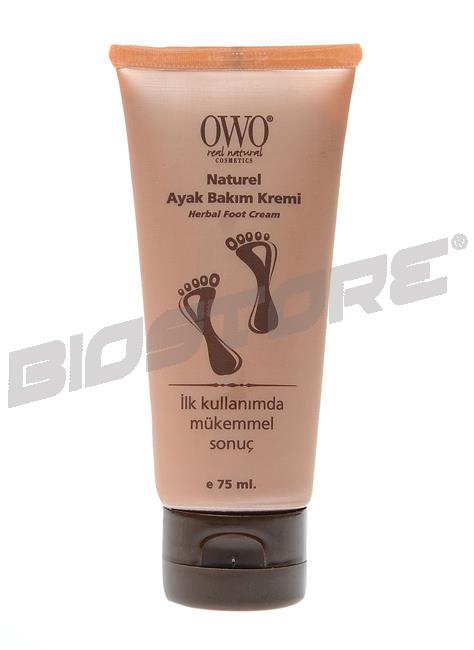 OWO®
real natural
COSMETICS
Naturel
Ayak Bakım Kremi
Herbal Foot Cream
BIOSTORE®
İlk kullanımda
mükemmel
sonuç
e 75 ml.